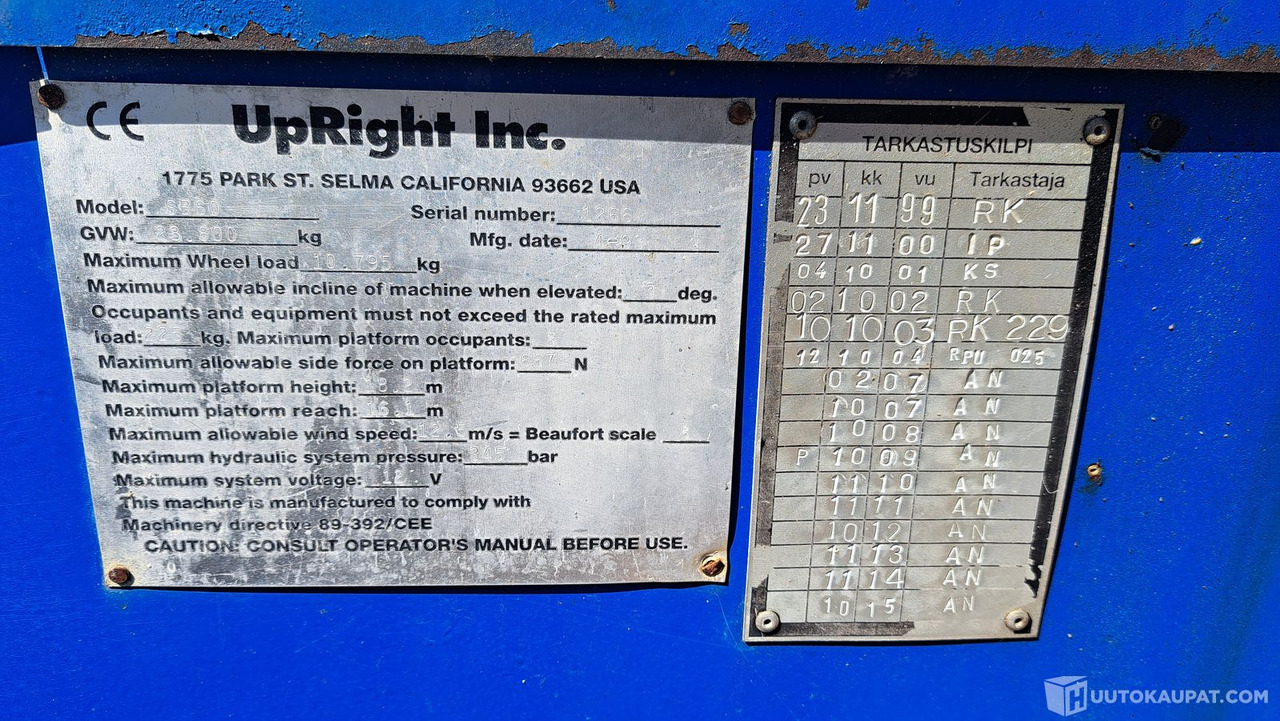 CE UpRight Inc.
1775 PARK ST. SELMA CALIFORNIA 93662 USA
Model: SP60 Serial number: 1266
GVW: kg Mfg. date:
Maximum Wheel load 10.795 kg
Maximum allowable incline of machine when elevated: deg.
Occupants and equipment must not exceed the rated maximum
load: kg. Maximum platform occupants:
Maximum allowable side force on platform: N
Maximum platform height: m
Maximum platform reach: m
Maximum allowable wind speed: m/s = Beaufort scale
Maximum hydraulic system pressure: bar
Maximum system voltage: 12 V
This machine is manufactured to comply with
Machinery directive 89-392/CEE
CAUTION: CONSULT OPERATOR'S MANUAL BEFORE USE.
TARKASTUSKILPI
pv kk vu Tarkastaja
23 11 99 RK
27 11 00 IP
04 10 01 KS
02 10 02 RK
10 10 03 RK 229
12 10 04 RPU 025
02 07 AN
10 07 AN
10 08 AN
P 10 09 AN
11 10 AN
11 11 AN
10 12 AN
11 13 AN
11 14 AN
10 15 AN
HUUTOKAUPAT.COM